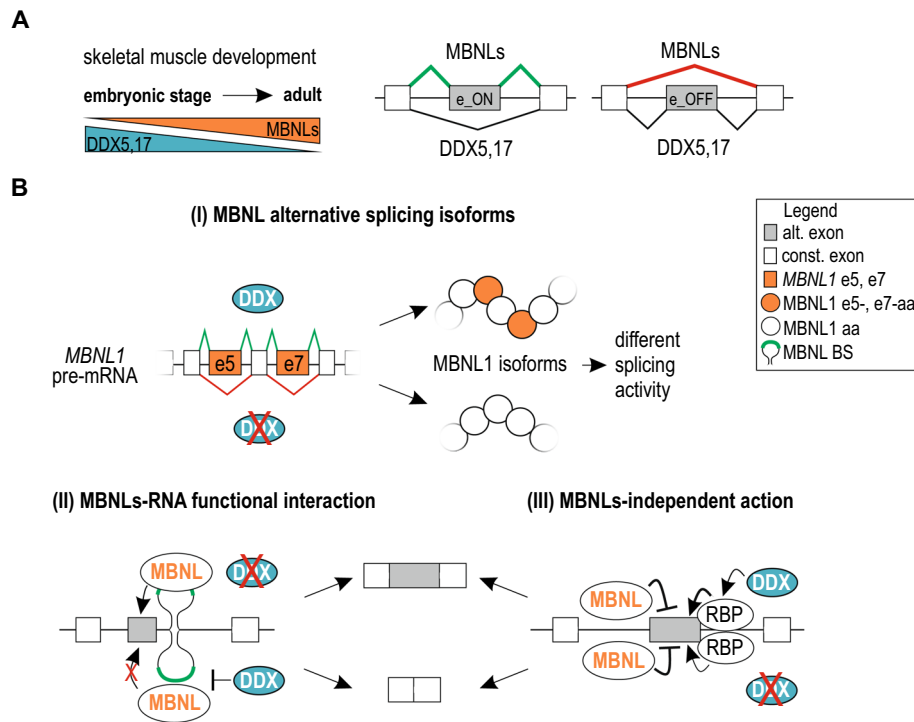 A
skeletal muscle development
embryonic stage adult
MBNLs
DDX5,17
MBNLs
e_ON
DDX5,17
MBNLs
e_OFF
DDX5,17
B
(I) MBNL alternative splicing isoforms
Legend
alt. exon
const. exon
MBNL1 e5, e7
MBNL1 e5-, e7-aa
MBNL1 aa
MBNL BS
DDX
MBNL1
pre-mRNA
e5
e7
DDX
MBNL1 isoforms
different
splicing
activity
(II) MBNLs-RNA functional interaction
MBNL
DDX
MBNL
DDX
(III) MBNLs-independent action
MBNL
MBNL
RBP
RBP
DDX
DDX